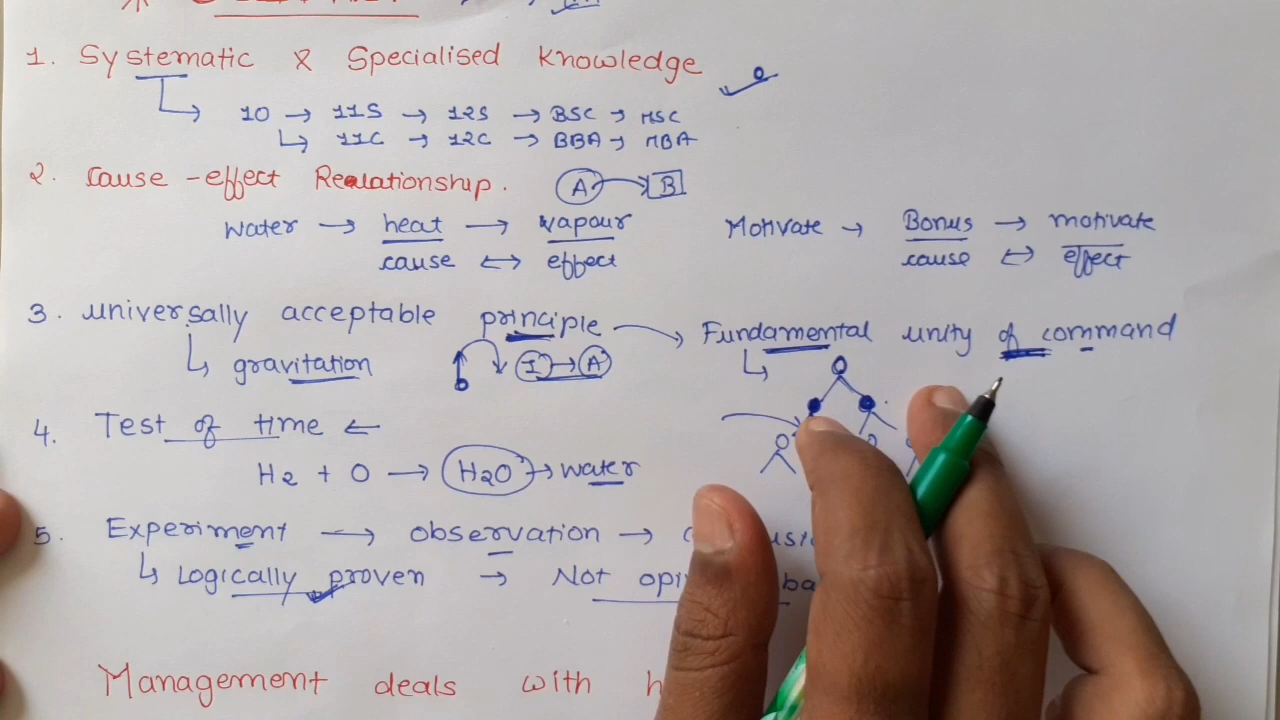 1. Systematic & Specialised Knowledge
10 → 11S → 12S → BSC → MSC
↳ 11C → 12C → BBA → MBA
2. cause - effect Relationship. A → B
water → heat → vapour
cause ↔ effect
Motivate → Bonus → motivate
cause ↔ effect
3. universally acceptable principle → Fundamental unity of command
↳ gravitation I → A
4. Test of time ←
H2 + O → H2O → water
5. Experiment → observation →
↳ Logically proven → Not
Management deals with